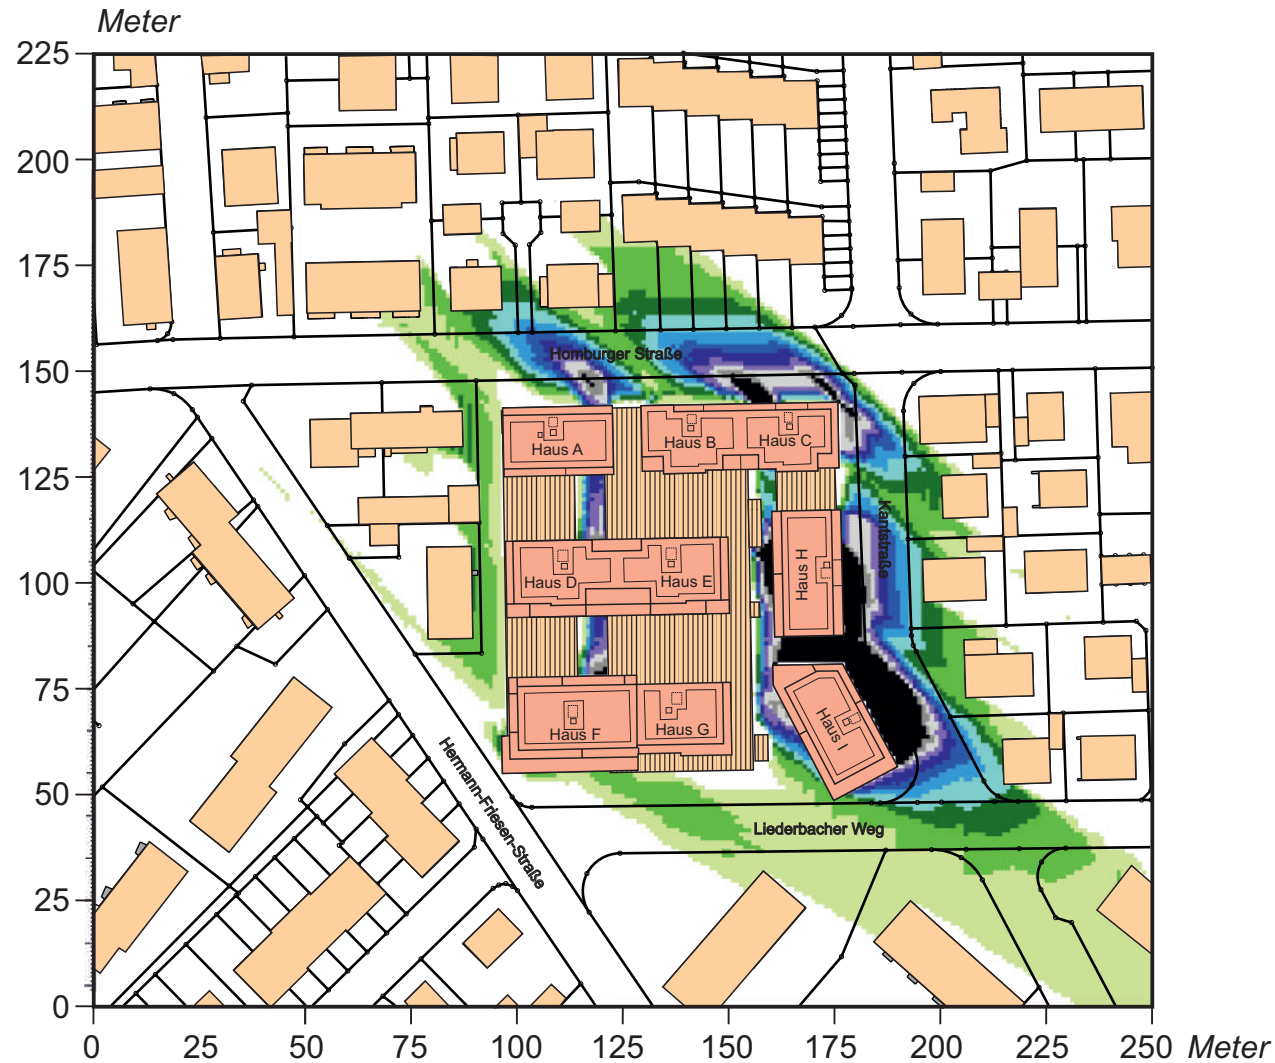 Meter
225
200
175
150
125
100
75
50
25
0
Homburger Straße
Haus A
Haus B
Haus C
Haus D
Haus E
Haus H
Kantstraße
Haus F
Haus G
Haus I
Hermann-Friesen-Straße
Liederbacher Weg
0 25 50 75 100 125 150 175 200 225 250 Meter